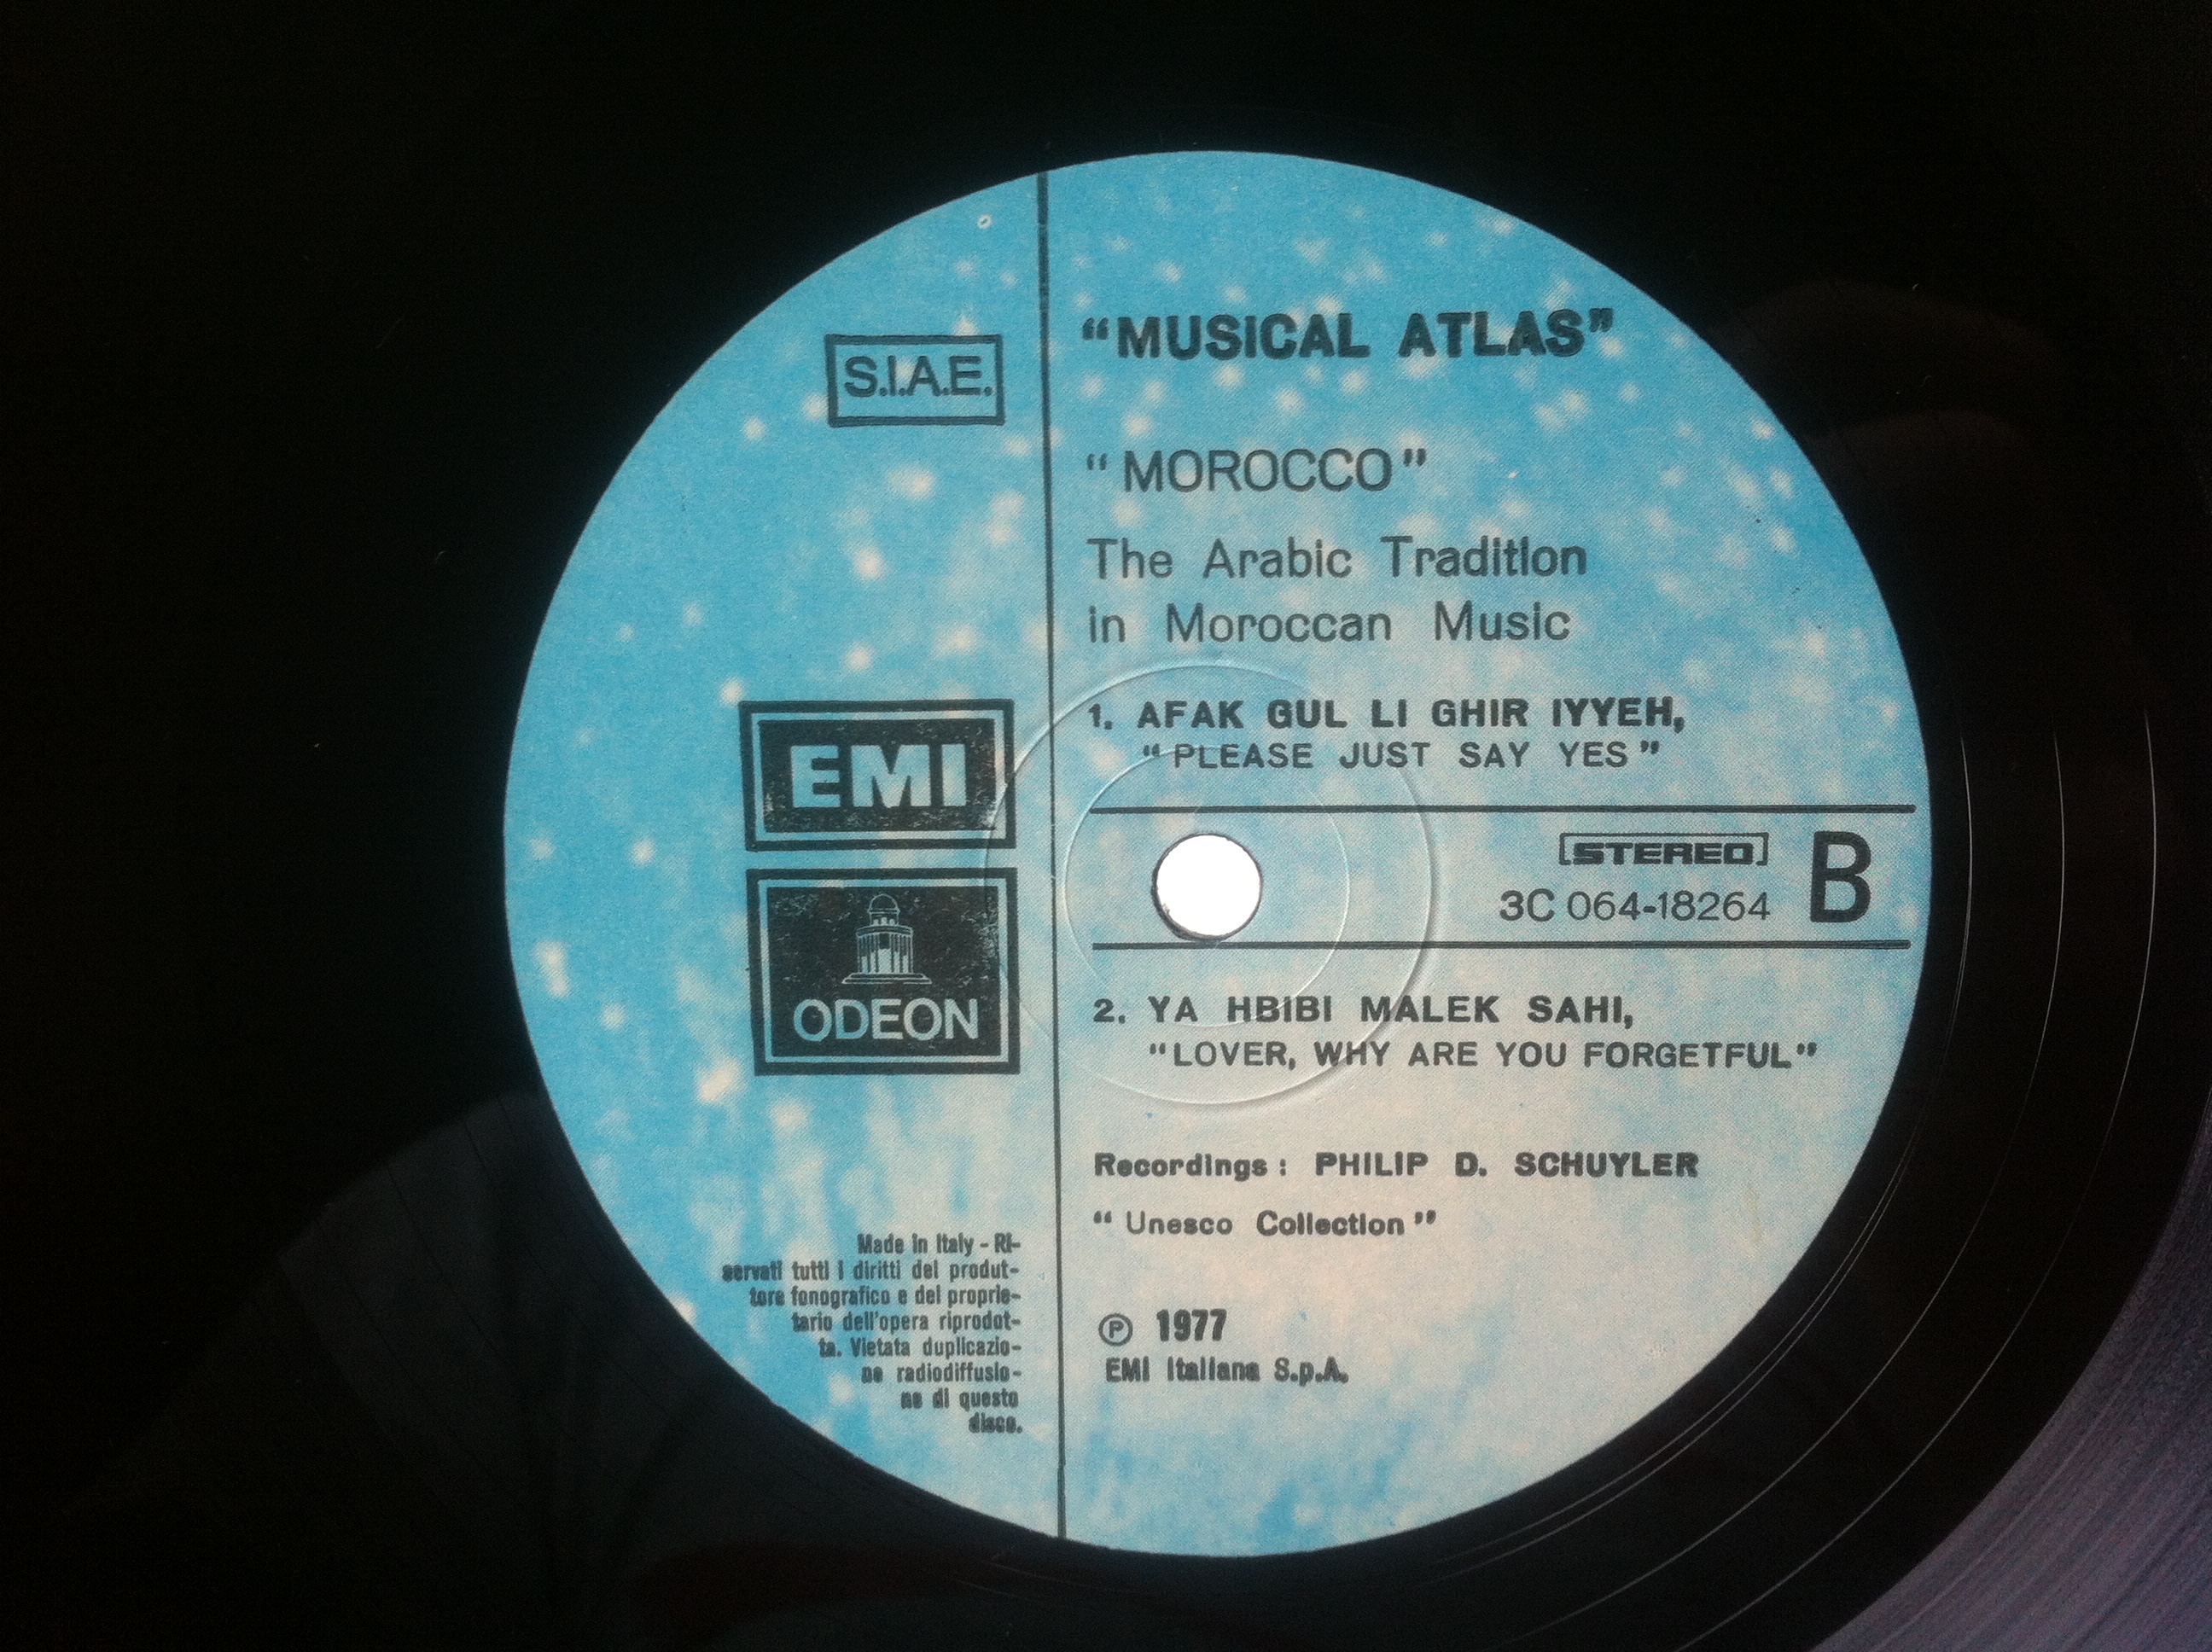 S.I.A.E.
"MUSICAL ATLAS"
"MOROCCO"
The Arabic Tradition
in Moroccan Music
1. AFAK GUL LI GHIR IYYEH,
"PLEASE JUST SAY YES"
EMI
STEREO
3C 064-18264
B
ODEON
2. YA HBIBI MALEK SAHI,
"LOVER, WHY ARE YOU FORGETFUL"
Recordings: PHILIP D. SCHUYLER
"Unesco Collection"
Made in Italy - Ri-
servati tutti i diritti del produt-
tore fonografico e del proprie-
tario dell'opera riprodot-
ta. Vietata duplicazio-
ne radiodiffusio-
ne di questo
disco.
℗ 1977
EMI Italiana S.p.A.